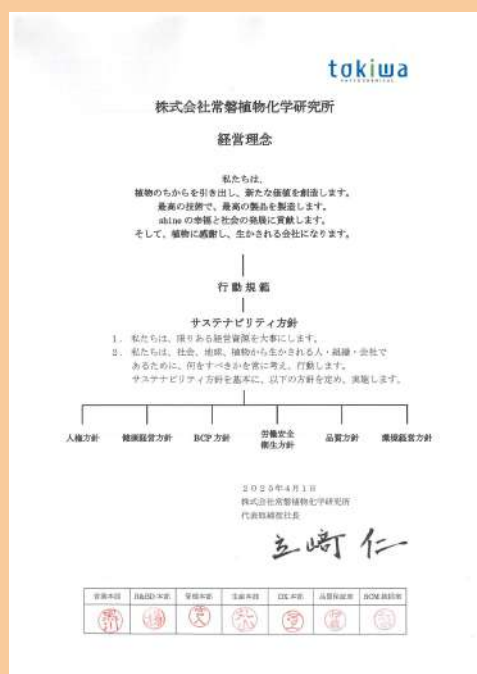 tokiwa
PHYTOCHEMICAL
株式会社常磐植物化学研究所
経営理念
私たちは、
植物のちからを引き出し、新たな価値を創造します。
最高の技術で、最高の製品を製造します。
shineの幸福と社会の発展に貢献します。
そして、植物に感謝し、生かされる会社になります。
行動規範
サステナビリティ方針
1. 私たちは、限りある経営資源を大事にします。
2. 私たちは、社会、地球、植物から生かされる人・組織・会社で
あるために、何をすべきかを常に考え、行動します。
サステナビリティ方針を基本に、以下の方針を定め、実施します。
人権方針 健康経営方針 BCP方針 労働安全衛生方針 品質方針 環境経営方針
2025年4月1日
株式会社常磐植物化学研究所
代表取締役社長
立﨑 仁
営業本部 R&BD本部 管理本部 生産本部 DX本部 品質保証室